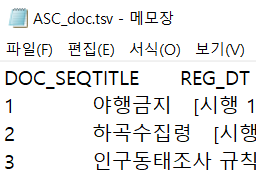 ASC_doc.tsv - 메모장
파일(F) 편집(E) 서식(O) 보기(V)
DOC_SEQTITLE REG_DT
1 야행금지 [시행 1
2 하곡수집령 [시행
3 인구동태조사 규칙